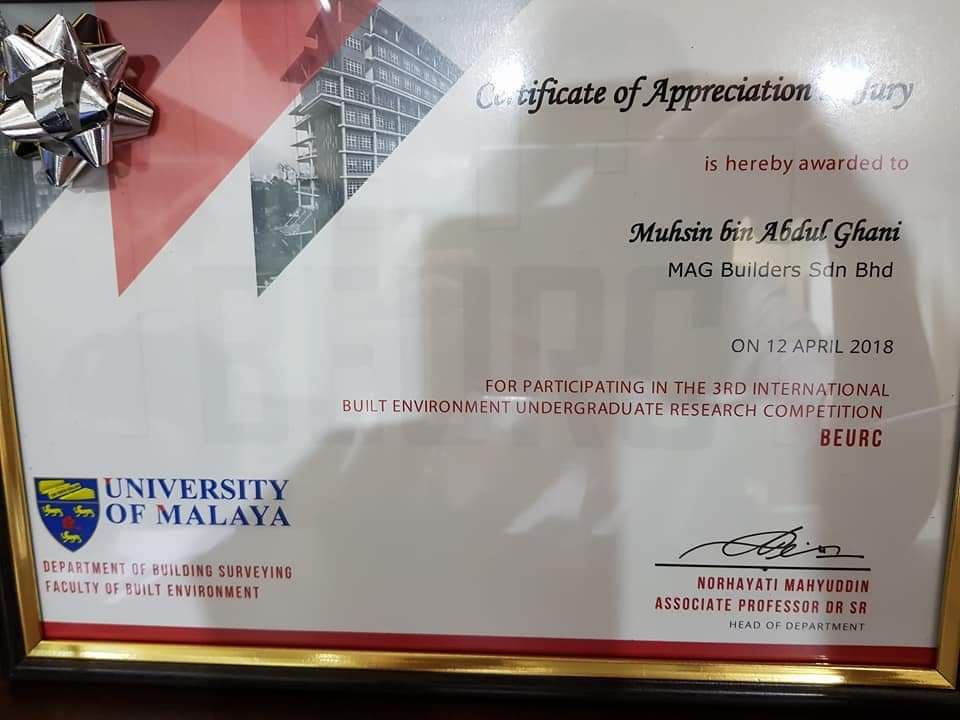 Certificate of Appreciation Jury
is hereby awarded to
Muhsin bin Abdul Ghani
MAG Builders Sdn Bhd
ON 12 APRIL 2018
FOR PARTICIPATING IN THE 3RD INTERNATIONAL
BUILT ENVIRONMENT UNDERGRADUATE RESEARCH COMPETITION
BEURC
BEURC
UNIVERSITY
OF MALAYA
DEPARTMENT OF BUILDING SURVEYING
FACULTY OF BUILT ENVIRONMENT
NORHAYATI MAHYUDDIN
ASSOCIATE PROFESSOR DR SR
HEAD OF DEPARTMENT